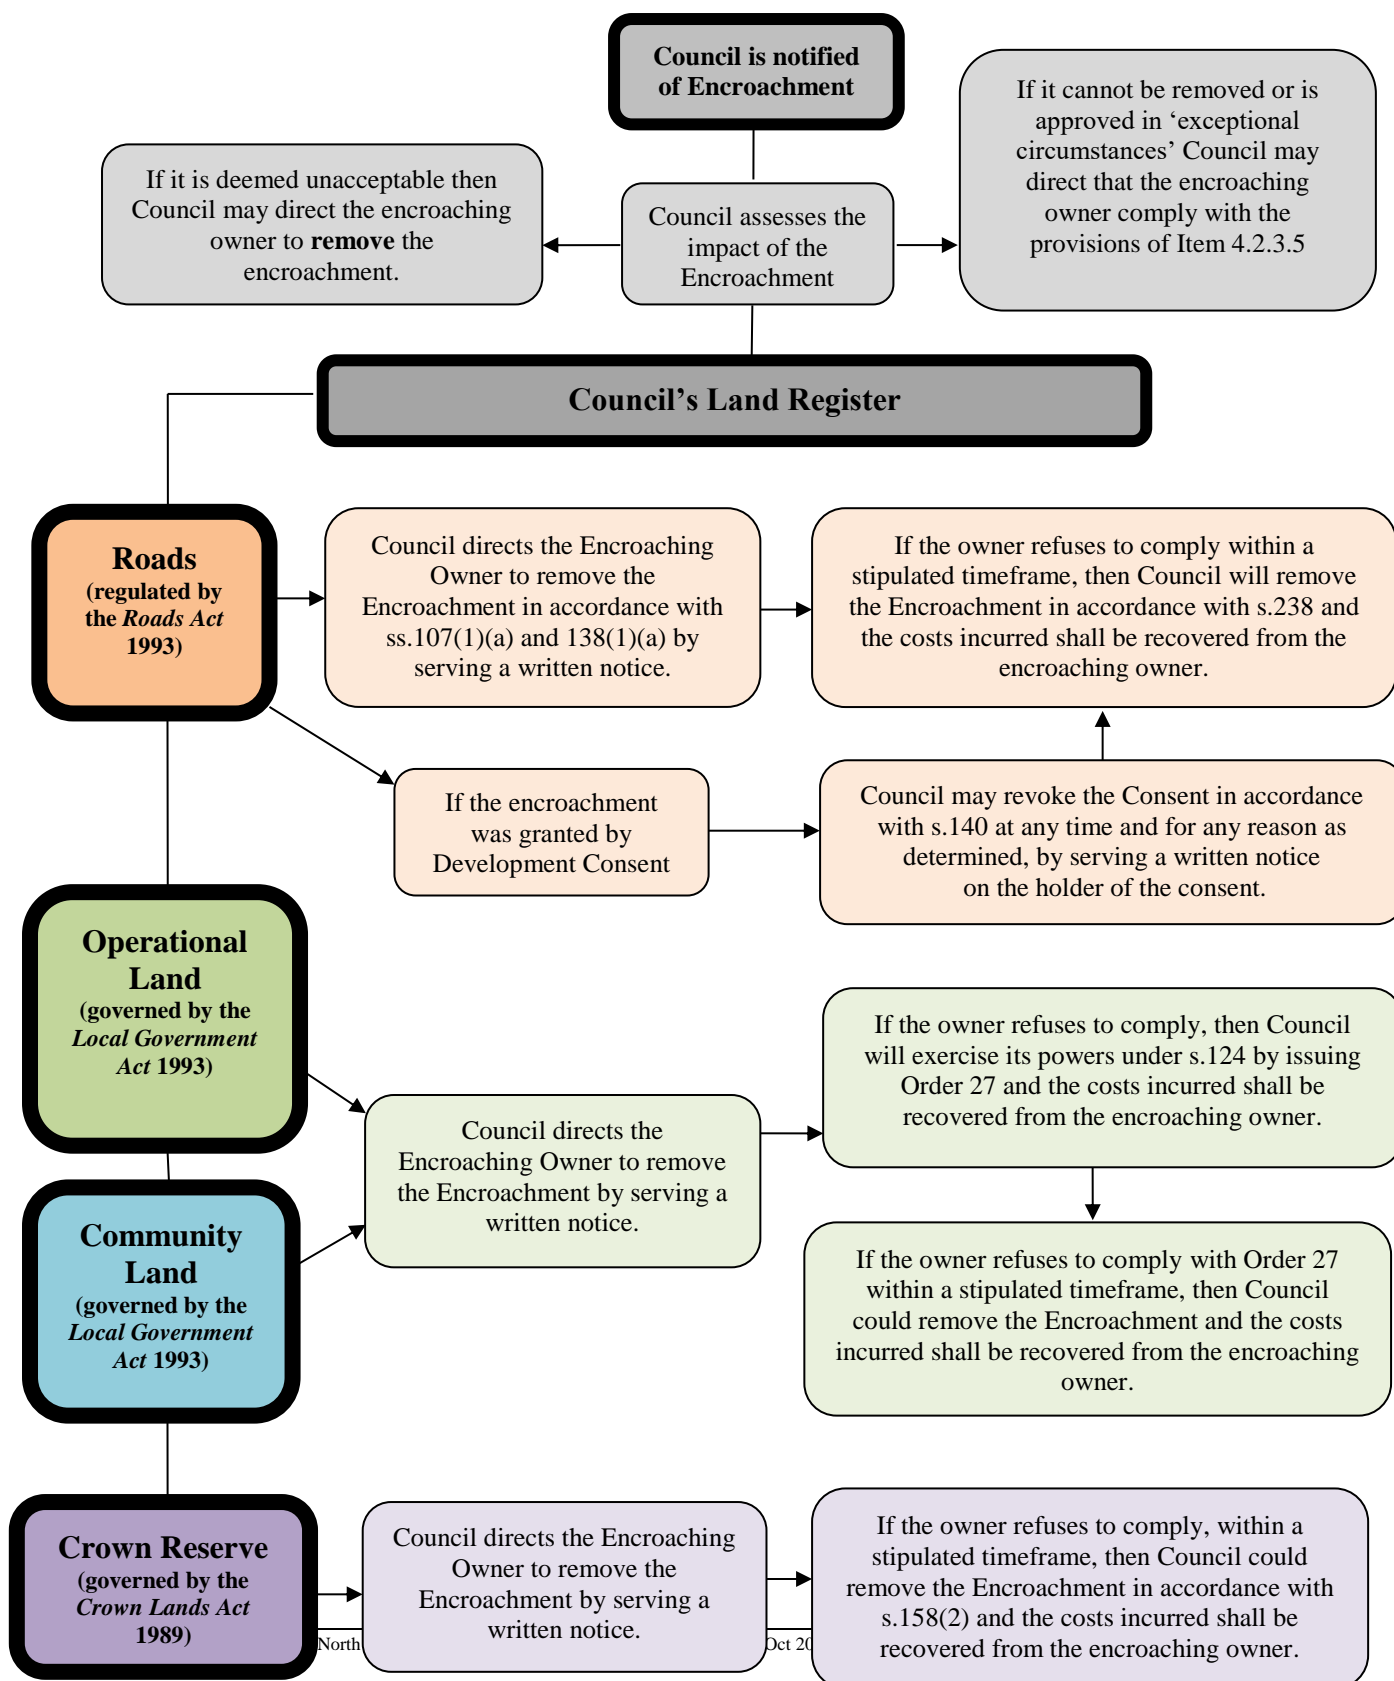 Council is notified
of Encroachment
If it cannot be removed or is
approved in ‘exceptional
circumstances’ Council may
direct that the encroaching
owner comply with the
provisions of Item 4.2.3.5
If it is deemed unacceptable then
Council may direct the encroaching
owner to remove the
encroachment.
Council assesses the
impact of the
Encroachment
Council’s Land Register
Roads
(regulated by
the Roads Act
1993)
Council directs the Encroaching
Owner to remove the
Encroachment in accordance with
ss.107(1)(a) and 138(1)(a) by
serving a written notice.
If the owner refuses to comply within a
stipulated timeframe, then Council will remove
the Encroachment in accordance with s.238 and
the costs incurred shall be recovered from the
encroaching owner.
If the encroachment
was granted by
Development Consent
Council may revoke the Consent in accordance
with s.140 at any time and for any reason as
determined, by serving a written notice
on the holder of the consent.
Operational
Land
(governed by the
Local Government
Act 1993)
If the owner refuses to comply, then Council
will exercise its powers under s.124 by issuing
Order 27 and the costs incurred shall be
recovered from the encroaching owner.
Council directs the
Encroaching Owner to remove
the Encroachment by serving a
written notice.
Community
Land
(governed by the
Local Government
Act 1993)
If the owner refuses to comply with Order 27
within a stipulated timeframe, then Council
could remove the Encroachment and the costs
incurred shall be recovered from the encroaching
owner.
Crown Reserve
(governed by the
Crown Lands Act
1989)
Council directs the Encroaching
Owner to remove the
Encroachment by serving a
written notice.
If the owner refuses to comply, within a
stipulated timeframe, then Council could
remove the Encroachment in accordance with
s.158(2) and the costs incurred shall be
recovered from the encroaching owner.
North
Oct 20